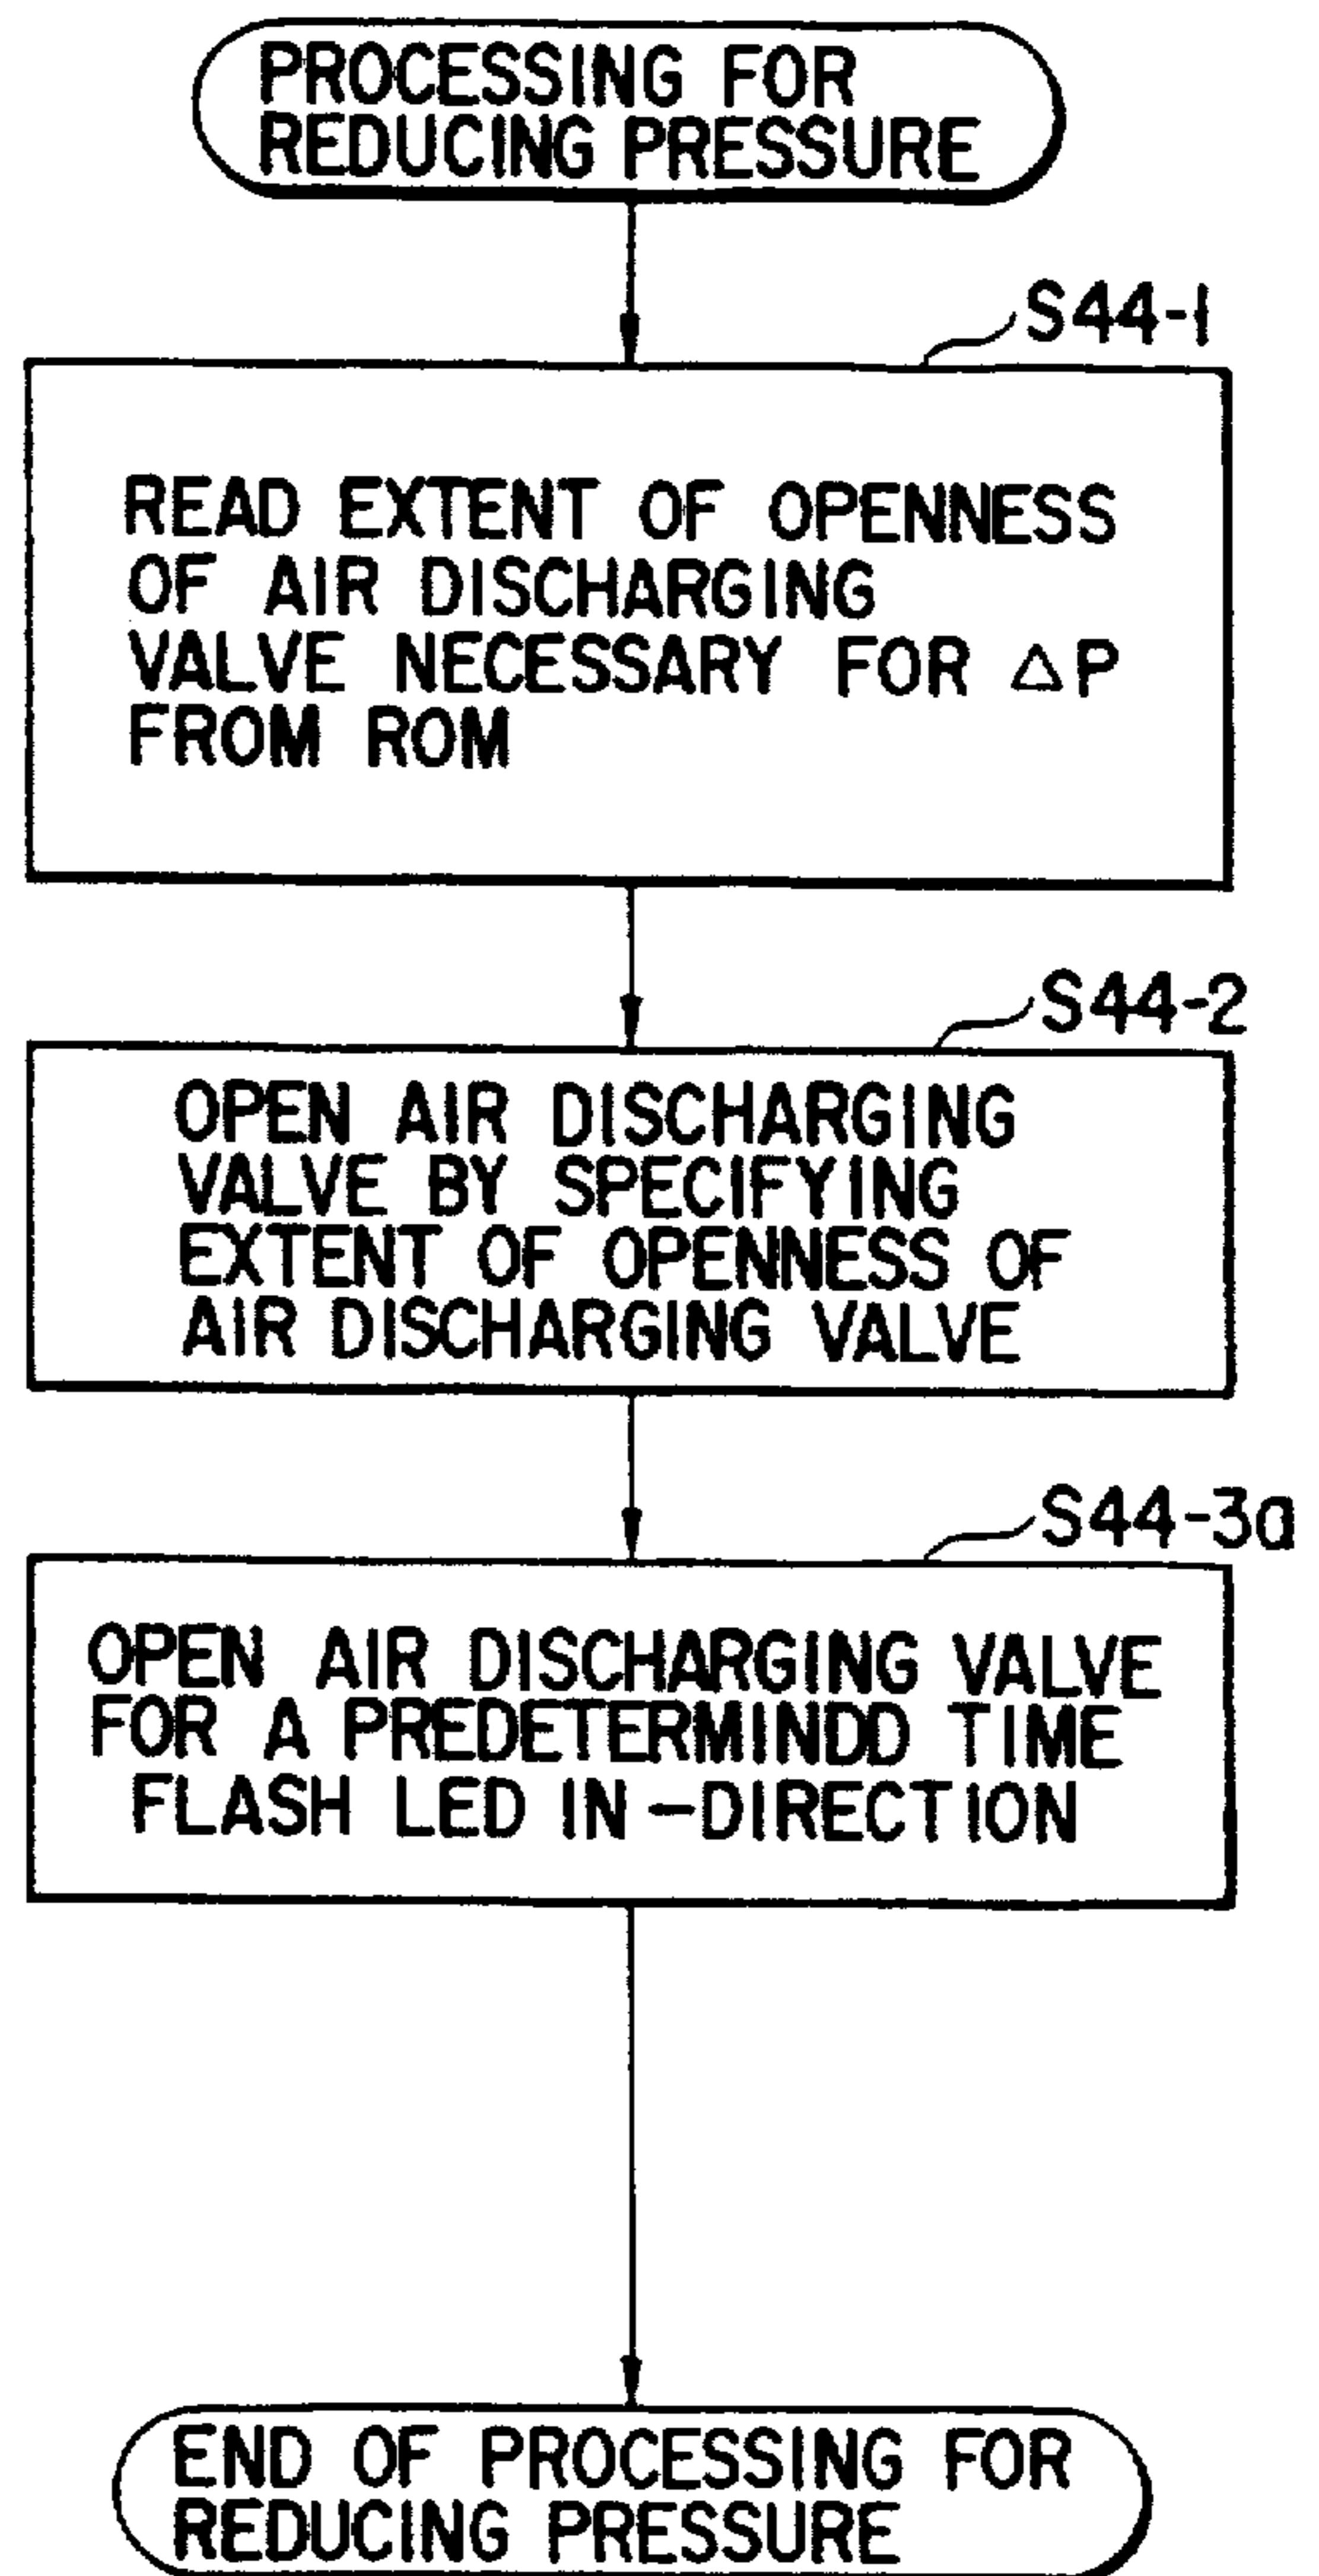 PROCESSING FOR
REDUCING PRESSURE
S44-1
READ EXTENT OF OPENNESS
OF AIR DISCHARGING
VALVE NECESSARY FOR △P
FROM ROM
S44-2
OPEN AIR DISCHARGING
VALVE BY SPECIFYING
EXTENT OF OPENNESS OF
AIR DISCHARGING VALVE
S44-3a
OPEN AIR DISCHARGING VALVE
FOR A PREDETERMINDD TIME
FLASH LED IN -DIRECTION
END OF PROCESSING FOR
REDUCING PRESSURE